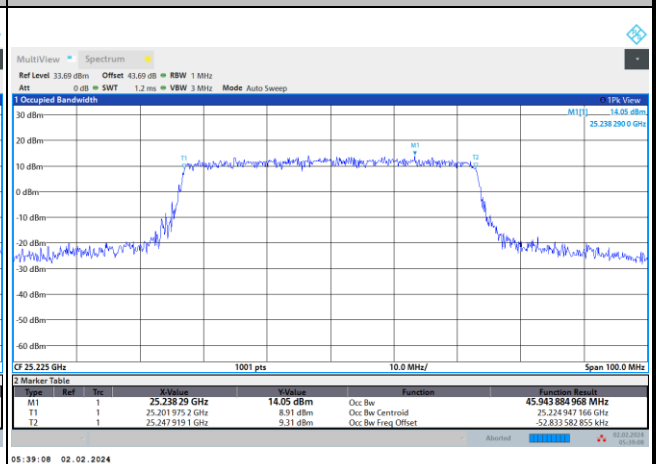 MultiView Spectrum
Ref Level 33.69 dBm Offset 43.69 dB RBW 1 MHz
Att 0 dB SWT 1.2 ms VBW 3 MHz Mode Auto Sweep
1 Occupied Bandwidth 1Pk View
M1[1] 14.05 dBm
25.238 290 0 GHz
30 dBm
20 dBm
M1
T1 T2
10 dBm
0 dBm
-10 dBm
-20 dBm
-30 dBm
-40 dBm
-50 dBm
-60 dBm
CF 25.225 GHz 1001 pts 10.0 MHz/ Span 100.0 MHz
2 Marker Table
Type Ref Trc X-Value Y-Value Function Function Result
M1 1 25.238 29 GHz 14.05 dBm Occ Bw 45.943 884 968 MHz
T1 1 25.201 975 2 GHz 8.91 dBm Occ Bw Centroid 25.224 947 166 GHz
T2 1 25.247 919 1 GHz 9.31 dBm Occ Bw Freq Offset -52.833 582 855 kHz
Aborted 02.02.2024
05:39:08
05:39:08 02.02.2024